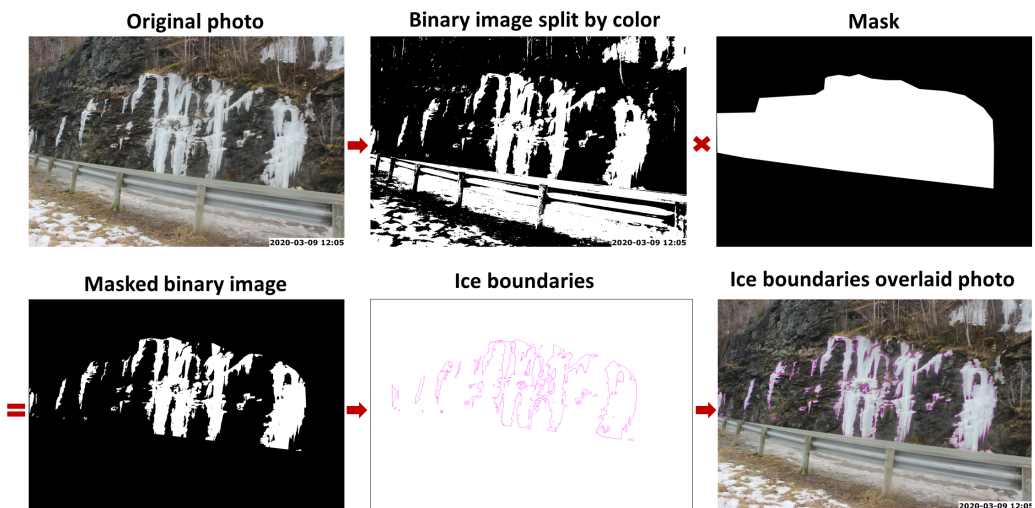 Original photo
Binary image split by color
Mask
2020-03-09 12:05
2020-03-09 12:05
Masked binary image
Ice boundaries
Ice boundaries overlaid photo
2020-03-09 12:05